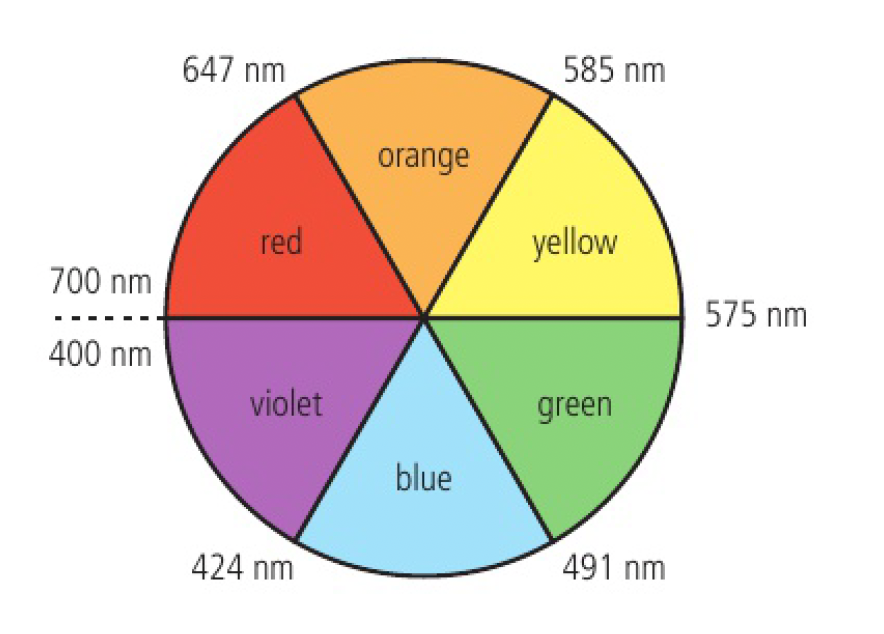 647 nm
585 nm
orange
red
yellow
700 nm
575 nm
400 nm
violet
green
blue
424 nm
491 nm